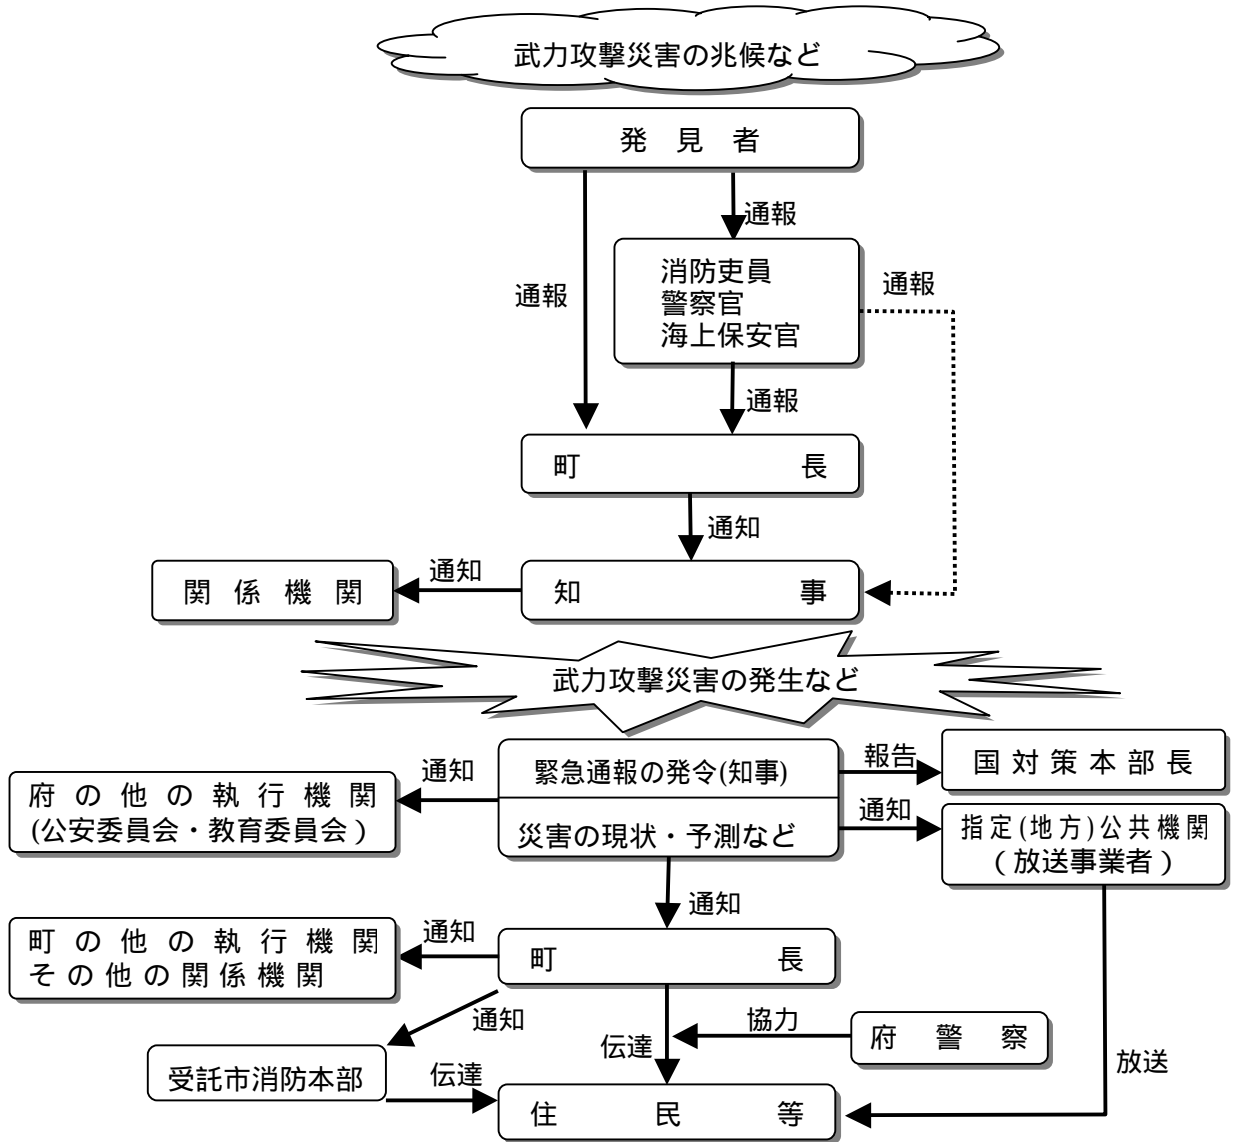 武力攻撃災害の兆候など
発見者
通報
消防吏員
警察官
海上保安官
通報
通報
通報
町長
通知
関係機関
通知
知事
武力攻撃災害の発生など
緊急通報の発令(知事)
災害の現状・予測など
報告
国対策本部長
通知
府の他の執行機関
(公安委員会・教育委員会）
通知
指定(地方)公共機関
（放送事業者）
通知
町の他の執行機関
その他の関係機関
通知
町長
通知
協力
府警察
伝達
放送
受託市消防本部
伝達
住民等